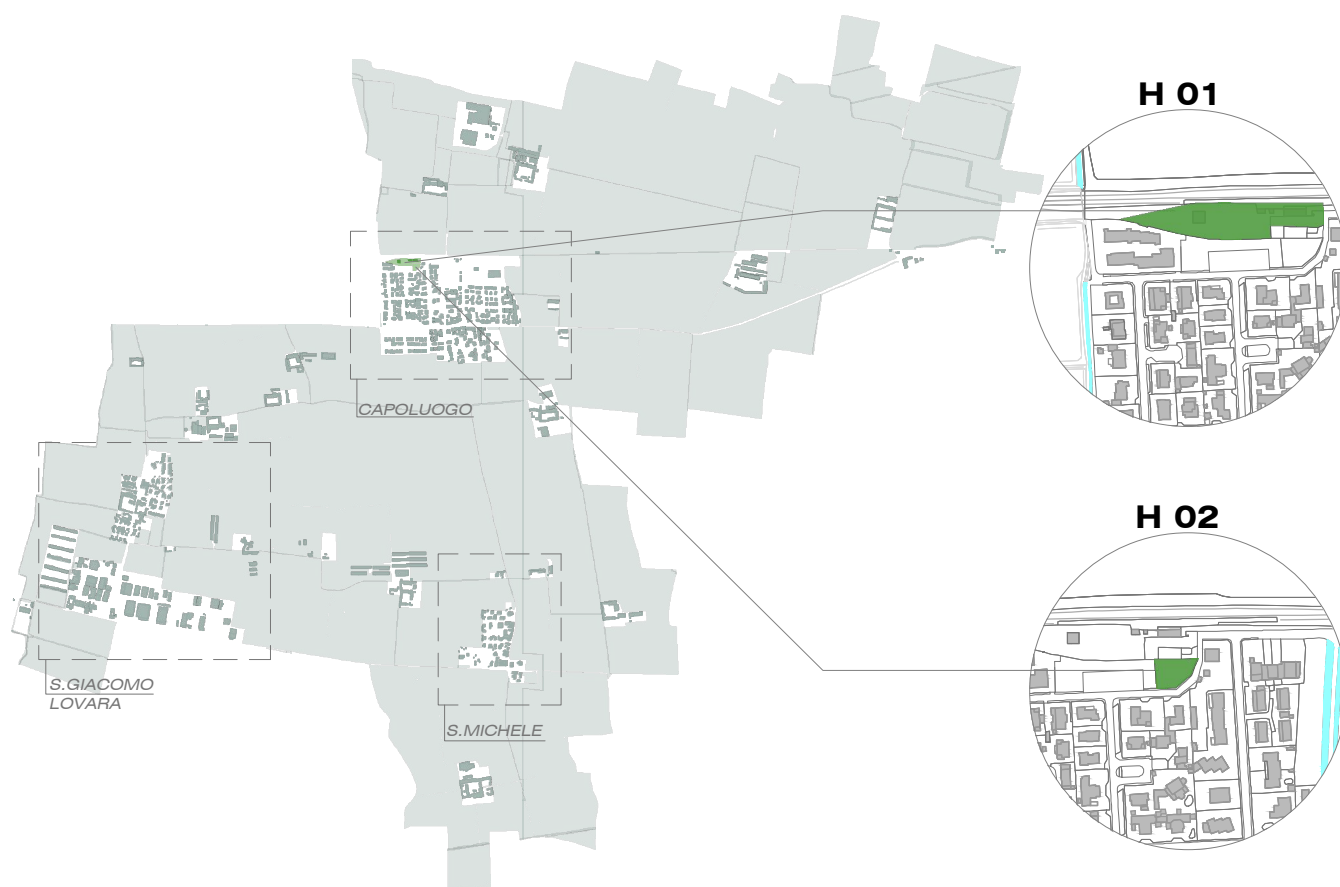 H 01
CAPOLUOGO
H 02
S.GIACOMO
LOVARA
S.MICHELE